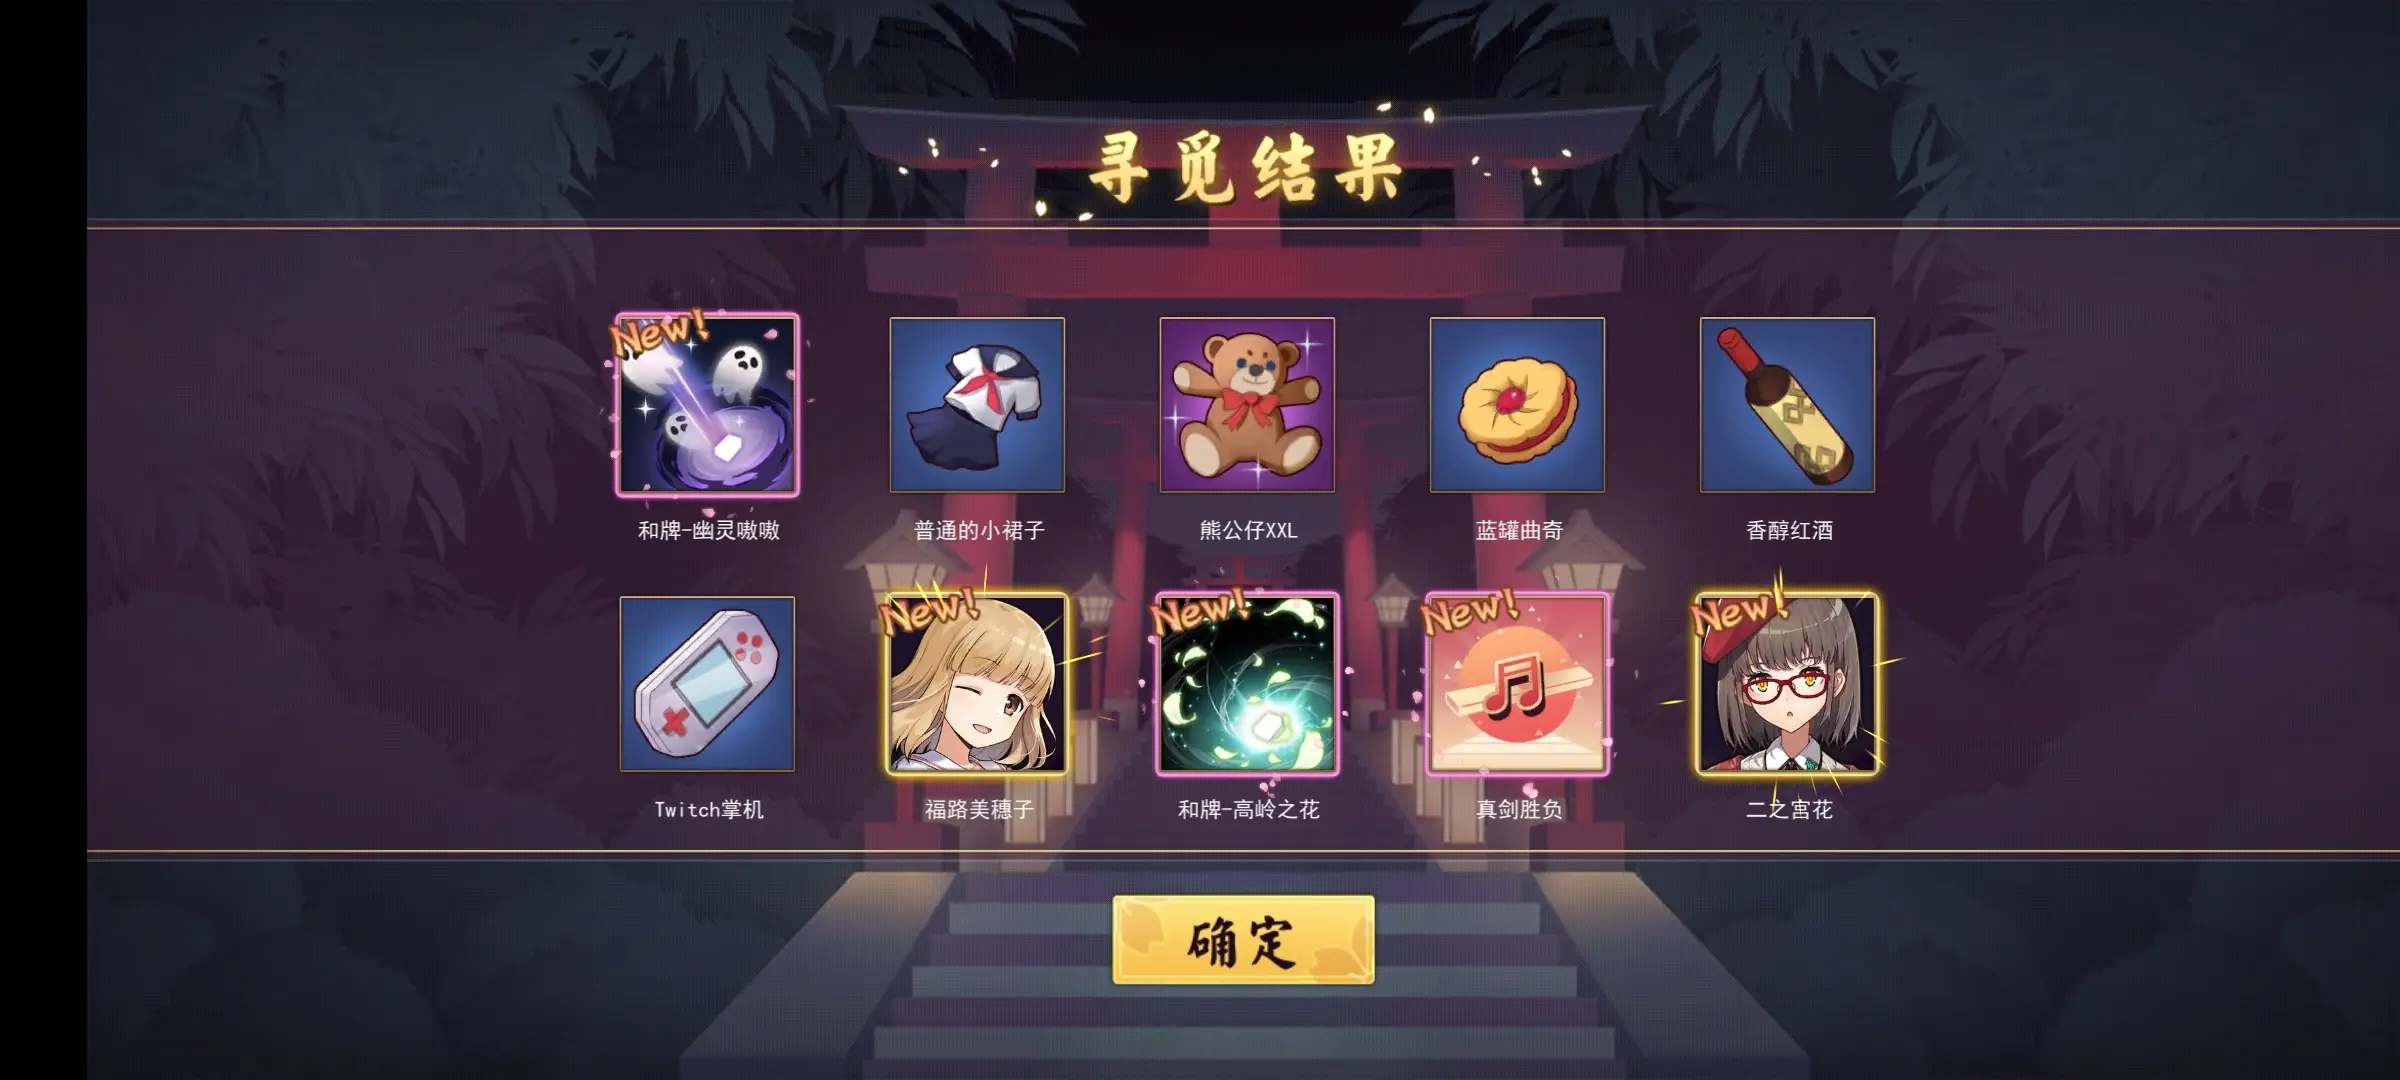 寻觅结果
New!
和牌-幽灵嗷嗷
普通的小裙子
熊公仔XXL
蓝罐曲奇
香醇红酒
New!
New!
New!
New!
Twitch掌机
福路美穗子
和牌-高岭之花
真剑胜负
二之宫花
确定